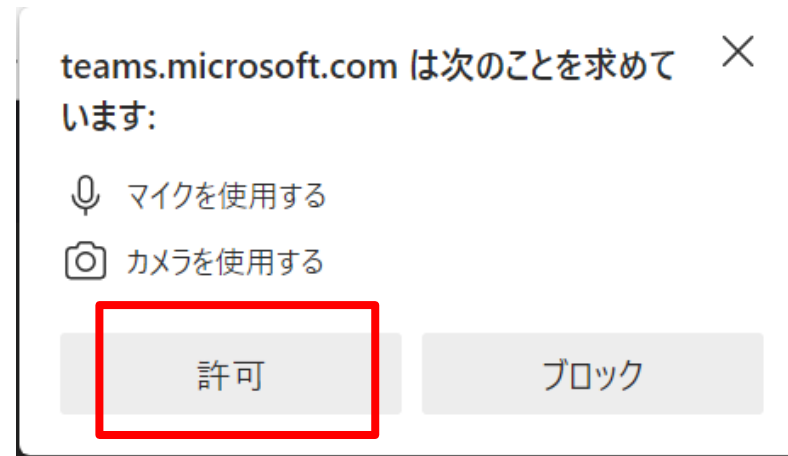 teams.microsoft.com は次のことを求めて
います:
マイクを使用する
カメラを使用する
許可
ブロック